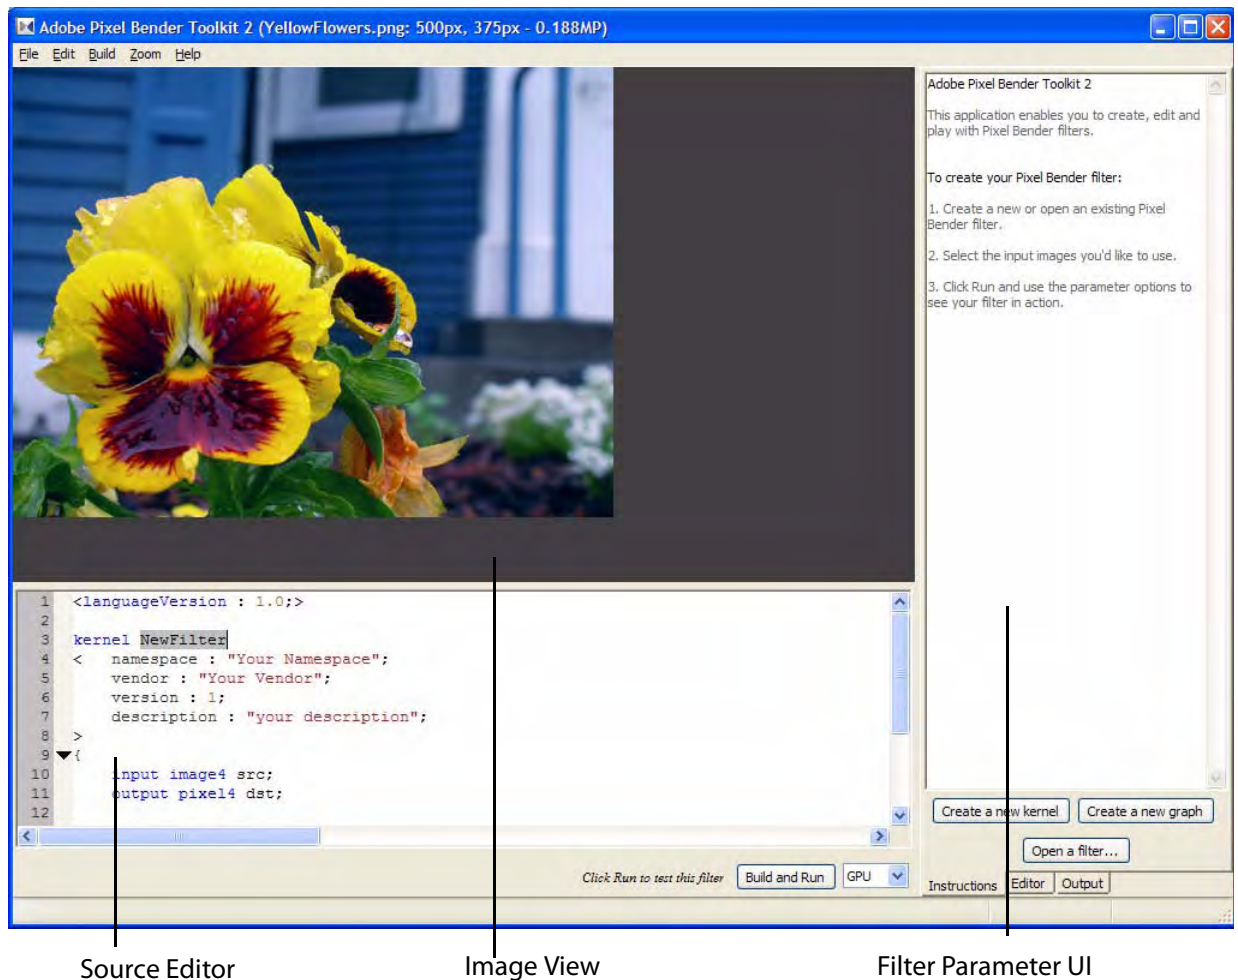 Adobe Pixel Bender Toolkit 2 (YellowFlowers.png: 500px, 375px - 0.188MP)
File Edit Build Zoom Help
Adobe Pixel Bender Toolkit 2
This application enables you to create, edit and
play with Pixel Bender filters.
To create your Pixel Bender filter:
1. Create a new or open an existing Pixel
Bender filter.
2. Select the input images you'd like to use.
3. Click Run and use the parameter options to
see your filter in action.
1 <languageVersion : 1.0;>
2
3 kernel NewFilter
4 < namespace : "Your Namespace";
5 vendor : "Your Vendor";
6 version : 1;
7 description : "your description";
8 >
9 {
10 input image4 src;
11 output pixel4 dst;
12
Create a new kernel Create a new graph
Open a filter...
Click Run to test this filter Build and Run GPU
Instructions Editor Output
Source Editor Image View Filter Parameter UI